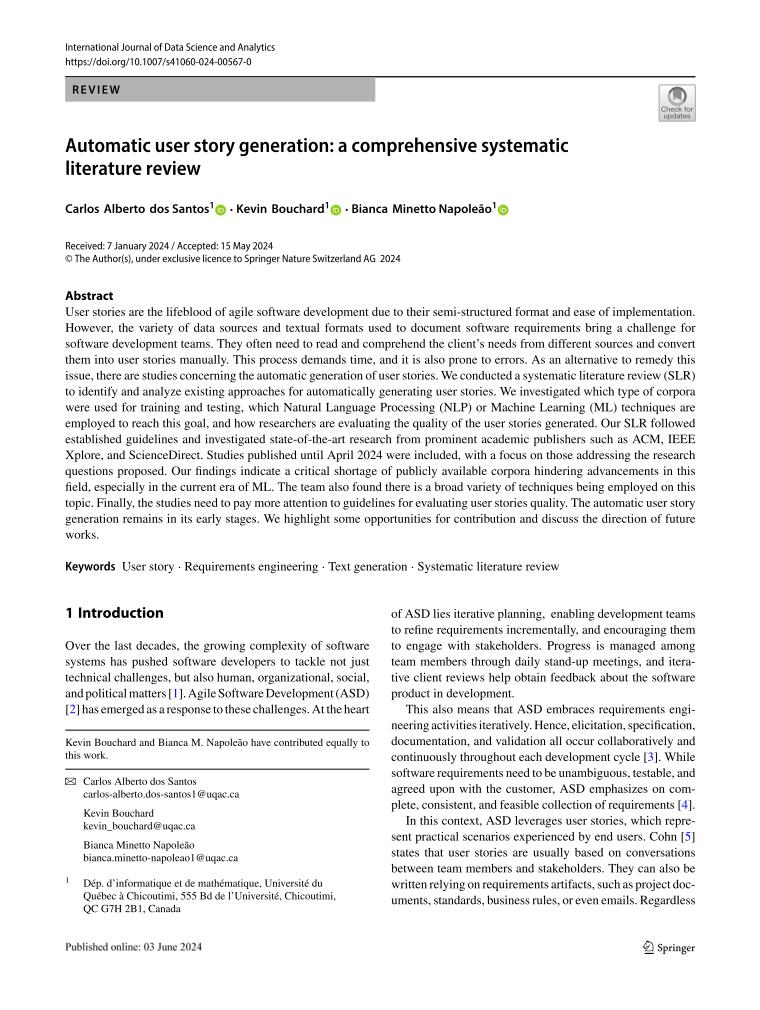 International Journal of Data Science and Analytics
https://doi.org/10.1007/s41060-024-00567-0
REVIEW
Check for
updates
Automatic user story generation: a comprehensive systematic
literature review
Carlos Alberto dos Santos1 · Kevin Bouchard1 · Bianca Minetto Napoleão1
Received: 7 January 2024 / Accepted: 15 May 2024
© The Author(s), under exclusive licence to Springer Nature Switzerland AG 2024
Abstract
User stories are the lifeblood of agile software development due to their semi-structured format and ease of implementation.
However, the variety of data sources and textual formats used to document software requirements bring a challenge for
software development teams. They often need to read and comprehend the client's needs from different sources and convert
them into user stories manually. This process demands time, and it is also prone to errors. As an alternative to remedy this
issue, there are studies concerning the automatic generation of user stories. We conducted a systematic literature review (SLR)
to identify and analyze existing approaches for automatically generating user stories. We investigated which type of corpora
were used for training and testing, which Natural Language Processing (NLP) or Machine Learning (ML) techniques are
employed to reach this goal, and how researchers are evaluating the quality of the user stories generated. Our SLR followed
established guidelines and investigated state-of-the-art research from prominent academic publishers such as ACM, IEEE
Xplore, and ScienceDirect. Studies published until April 2024 were included, with a focus on those addressing the research
questions proposed. Our findings indicate a critical shortage of publicly available corpora hindering advancements in this
field, especially in the current era of ML. The team also found there is a broad variety of techniques being employed on this
topic. Finally, the studies need to pay more attention to guidelines for evaluating user stories quality. The automatic user story
generation remains in its early stages. We highlight some opportunities for contribution and discuss the direction of future
works.
Keywords User story · Requirements engineering · Text generation · Systematic literature review
1 Introduction
Over the last decades, the growing complexity of software
systems has pushed software developers to tackle not just
technical challenges, but also human, organizational, social,
and political matters [1]. Agile Software Development (ASD)
[2] has emerged as a response to these challenges. At the heart
Kevin Bouchard and Bianca M. Napoleão have contributed equally to
this work.
Carlos Alberto dos Santos
carlos-alberto.dos-santos1@uqac.ca
Kevin Bouchard
kevin_bouchard@uqac.ca
Bianca Minetto Napoleão
bianca.minetto-napoleao1@uqac.ca
1 Dép. d'informatique et de mathématique, Université du
Québec à Chicoutimi, 555 Bd de l'Université, Chicoutimi,
QC G7H 2B1, Canada
of ASD lies iterative planning, enabling development teams
to refine requirements incrementally, and encouraging them
to engage with stakeholders. Progress is managed among
team members through daily stand-up meetings, and itera-
tive client reviews help obtain feedback about the software
product in development.
This also means that ASD embraces requirements engi-
neering activities iteratively. Hence, elicitation, specification,
documentation, and validation all occur collaboratively and
continuously throughout each development cycle [3]. While
software requirements need to be unambiguous, testable, and
agreed upon with the customer, ASD emphasizes on com-
plete, consistent, and feasible collection of requirements [4].
In this context, ASD leverages user stories, which repre-
sent practical scenarios experienced by end users. Cohn [5]
states that user stories are usually based on conversations
between team members and stakeholders. They can also be
written relying on requirements artifacts, such as project doc-
uments, standards, business rules, or even emails. Regardless
Published online: 03 June 2024
Springer